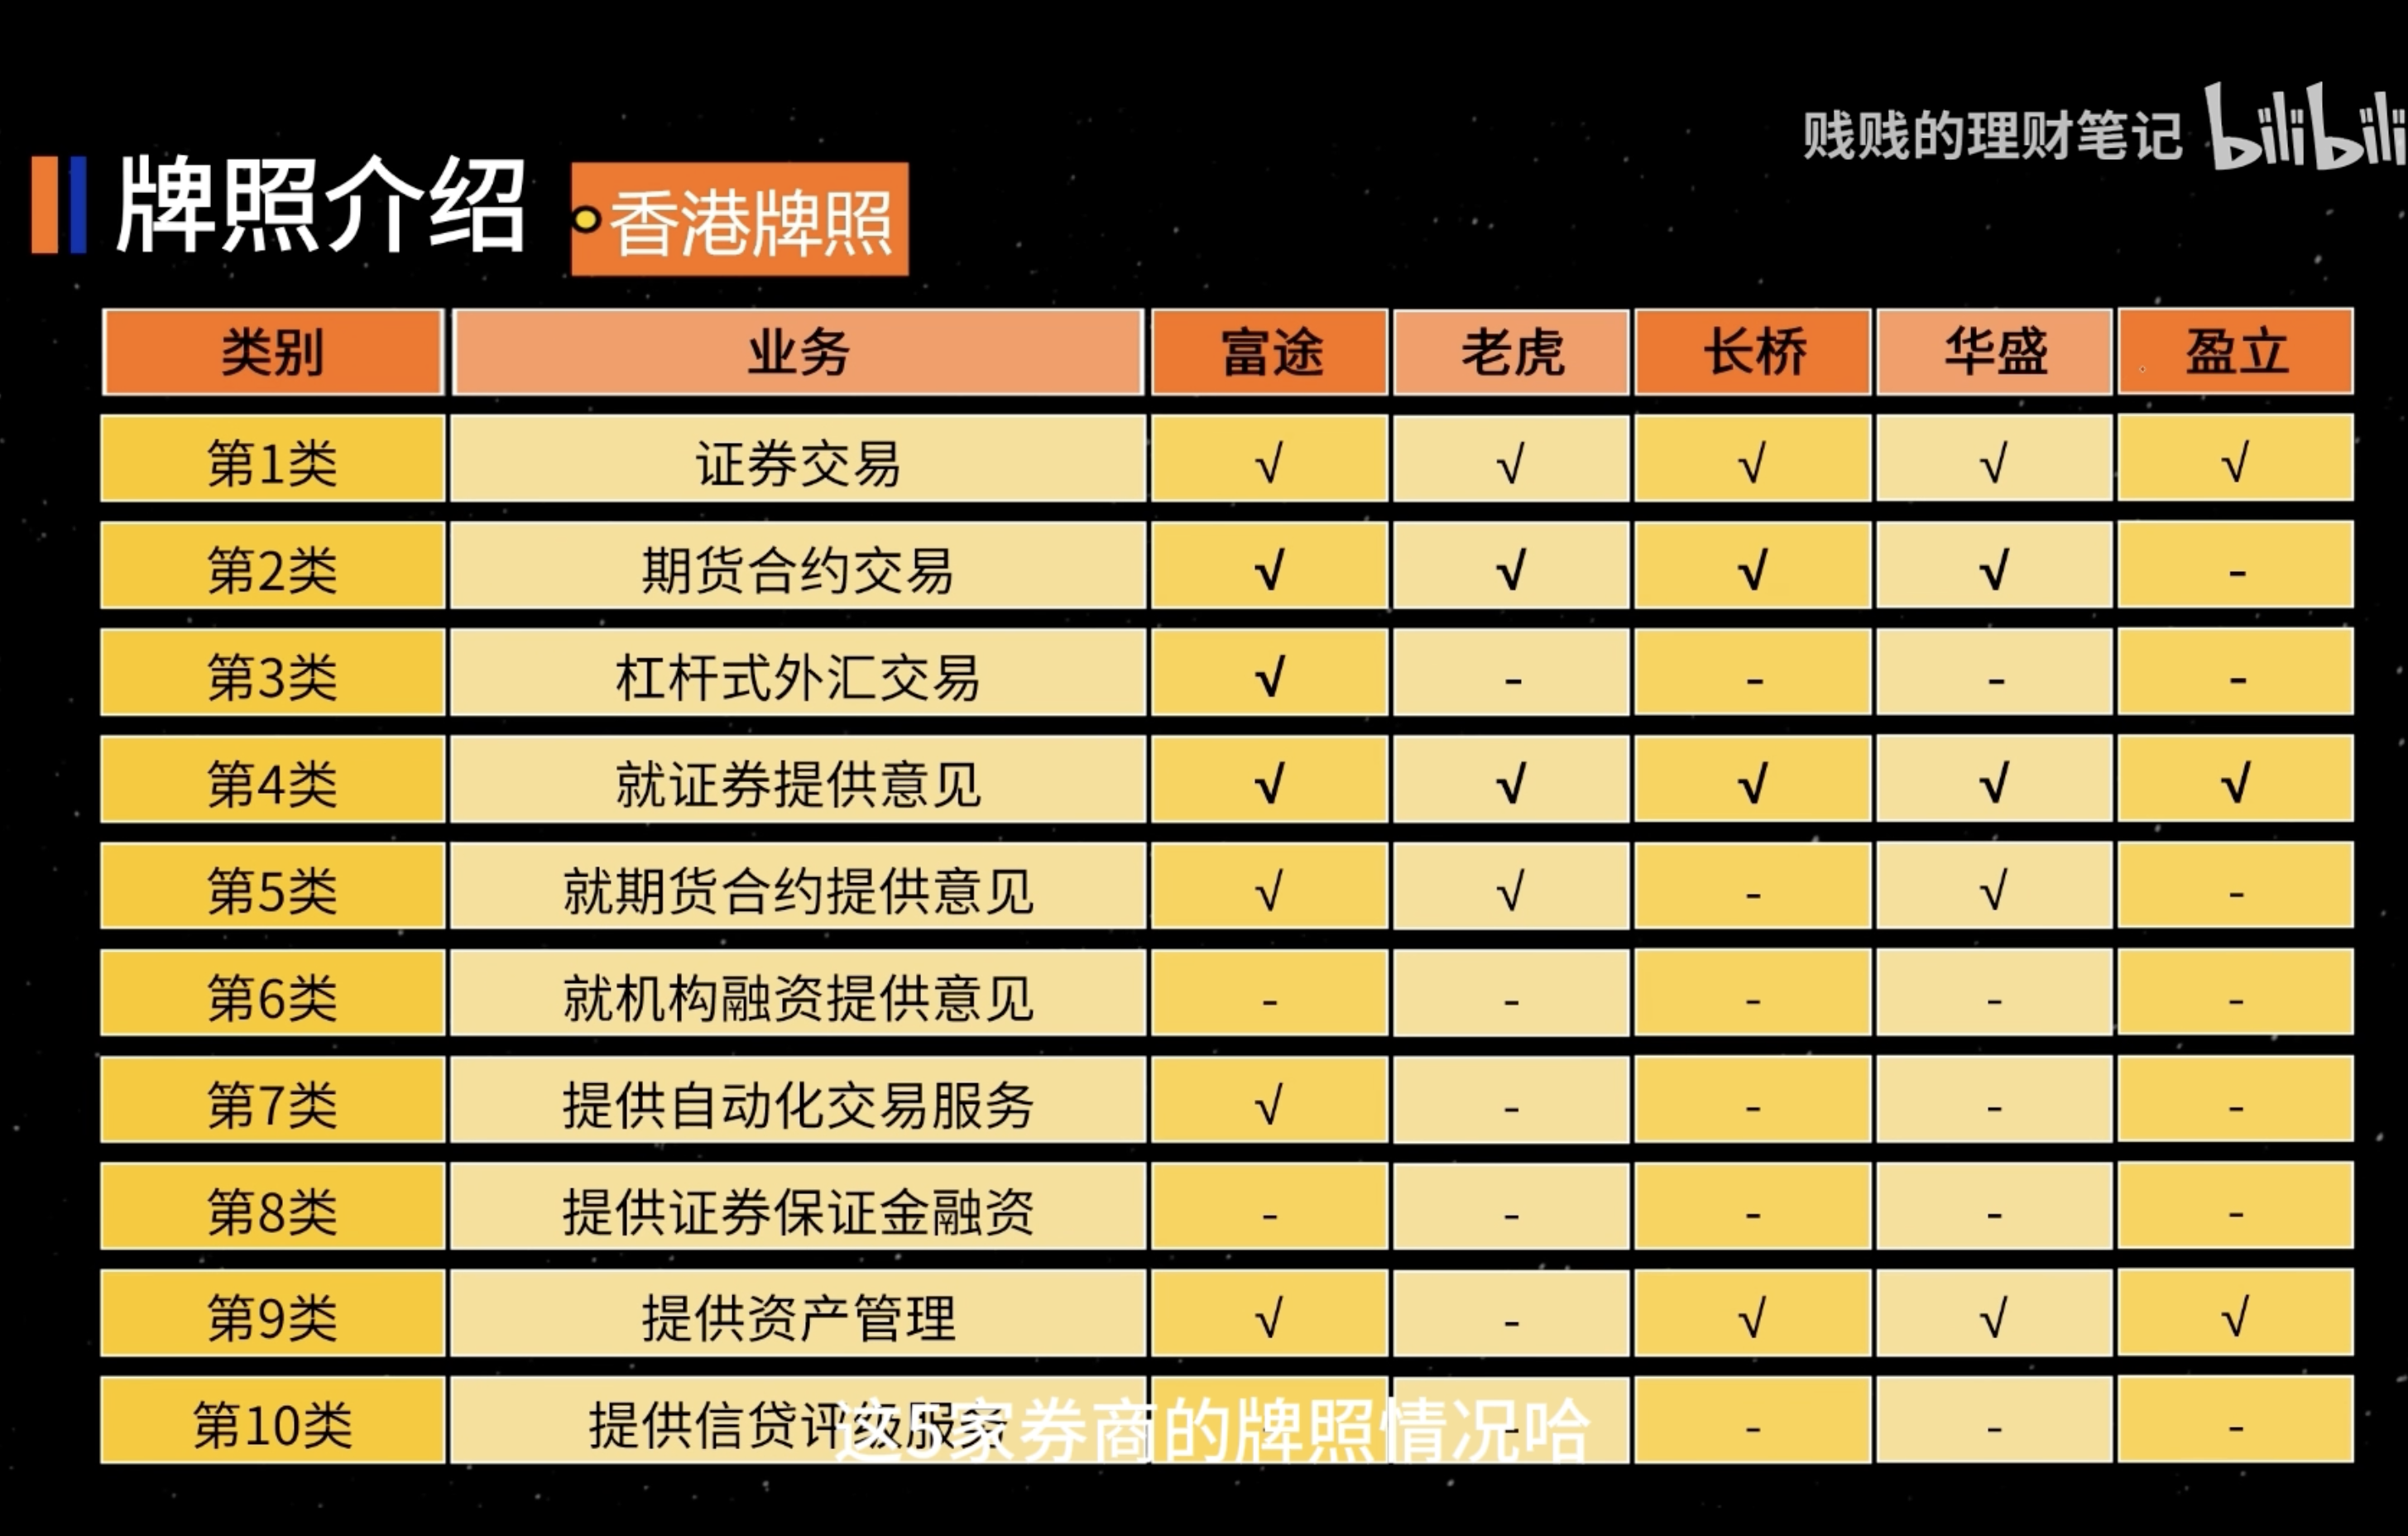 贱贱的理财笔记 bilibili
牌照介绍 香港牌照
类别 业务 富途 老虎 长桥 华盛 盈立
第1类 证券交易 √ √ √ √ √
第2类 期货合约交易 √ √ √ √ -
第3类 杠杆式外汇交易 √ - - - -
第4类 就证券提供意见 √ √ √ √ √
第5类 就期货合约提供意见 √ √ - √ -
第6类 就机构融资提供意见 - - - - -
第7类 提供自动化交易服务 √ - - - -
第8类 提供证券保证金融资 - - - - -
第9类 提供资产管理 √ - √ √ √
第10类 提供信贷评级服务 - - - - -
这5家券商的牌照情况哈